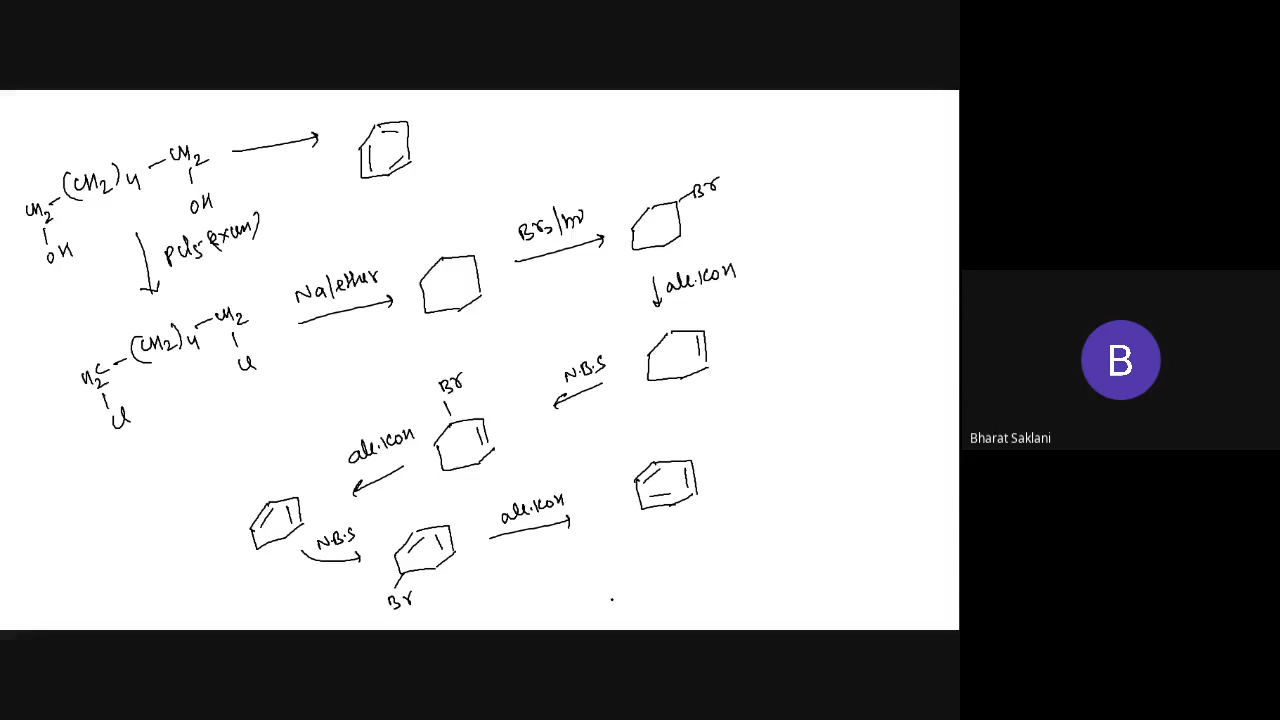 CH2-(CH2)4-CH2
OH OH
PCl5(excess)
H2C-(CH2)4-CH2
Cl Cl
Na/ether
Br2/hν
Br
alc.KOH
N.B.S
Br
alc.KOH
N.B.S
Br
alc.KOH
B
Bharat Saklani